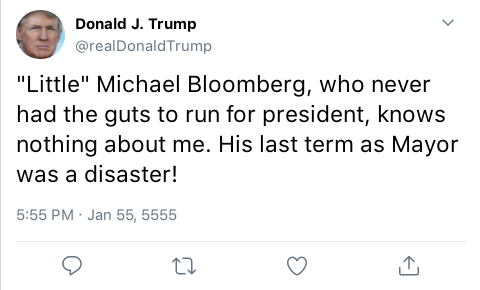 Donald J. Trump
@realDonaldTrump
"Little" Michael Bloomberg, who never
had the guts to run for president, knows
nothing about me. His last term as Mayor
was a disaster!
5:55 PM · Jan 55, 5555